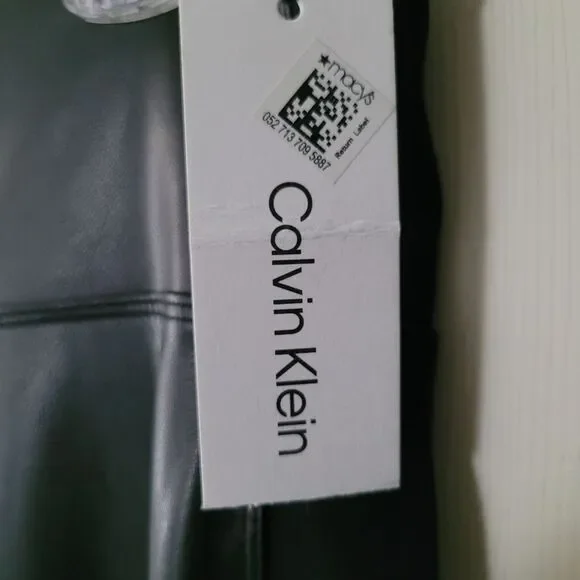 ★macy's
052 713 709 5887
Return Label
Calvin Klein